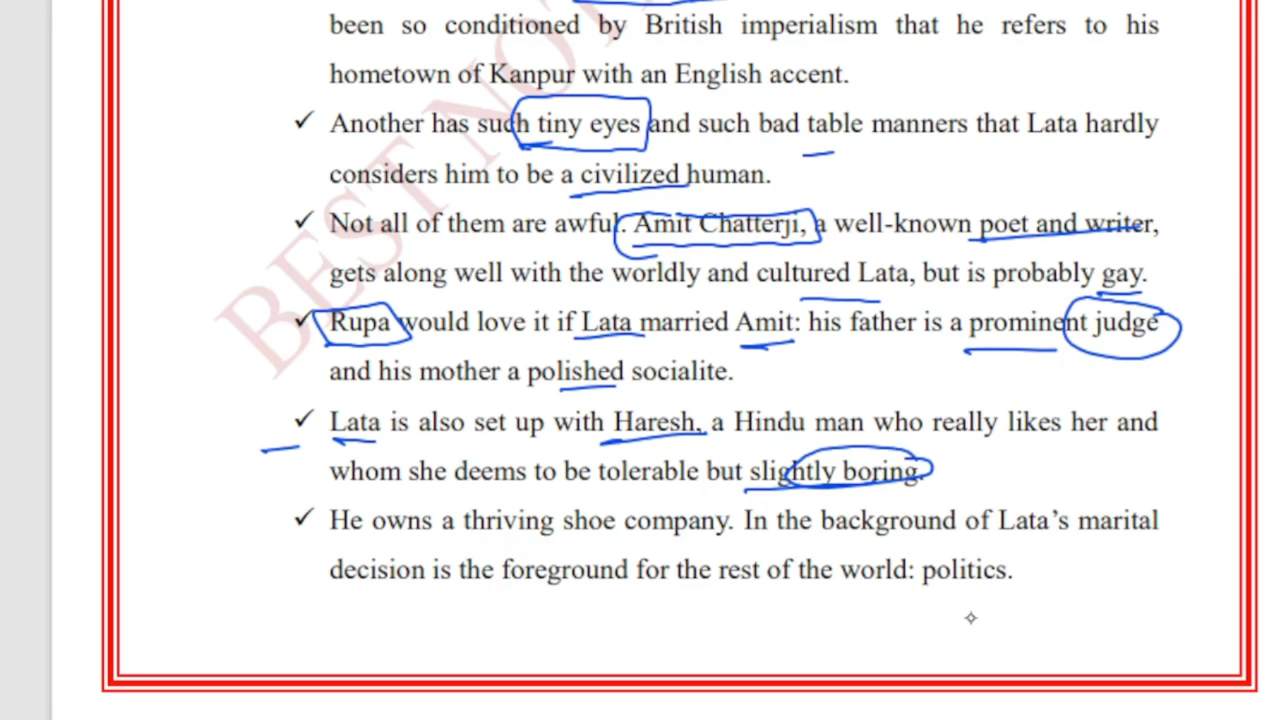 been so conditioned by British imperialism that he refers to his
hometown of Kanpur with an English accent.
✓ Another has such tiny eyes and such bad table manners that Lata hardly
considers him to be a civilized human.
✓ Not all of them are awful. Amit Chatterji, a well-known poet and writer,
gets along well with the worldly and cultured Lata, but is probably gay.
✓ Rupa would love it if Lata married Amit: his father is a prominent judge
and his mother a polished socialite.
✓ Lata is also set up with Haresh, a Hindu man who really likes her and
whom she deems to be tolerable but slightly boring.
✓ He owns a thriving shoe company. In the background of Lata’s marital
decision is the foreground for the rest of the world: politics.
BEST NOT